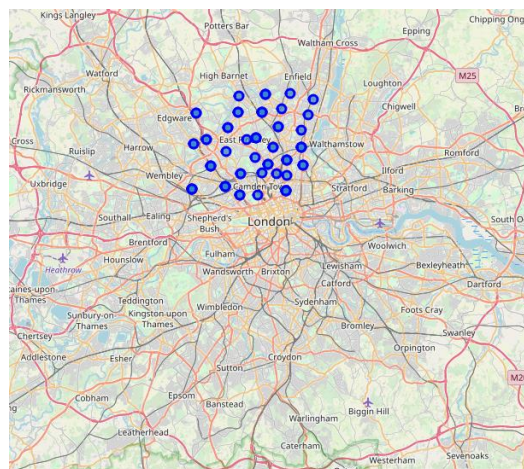 Kings Langley
Potters Bar
Epping
Chipping Ong
Waltham Cross
Watford
High Barnet
Enfield
M25
Loughton
Rickmansworth
Chigwell
Edgware
Cross
Harrow
Walthamstow
Ruislip
Romford
Ilford
Uxbridge
Wembley
Camden Town
Stratford
Barking
Southall
Ealing
Shepherd's
Bush
London
South O
Brentford
Woolwich
Heathrow
Hounslow
Fulham
Lewisham
Bexleyheath
Wandsworth
Brixton
Catford
Dartford
aines-upon
Thames
Teddington
Sydenham
Foots Cray
Sunbury-on-
Thames
Kingston upon
Thames
Wimbledon
Bromley
Swanley
Chertsey
Orpington
Addlestone
Esher
Croydon
Sutton
Cobham
Epsom
Banstead
Biggin Hill
Warlingham
Leatherhead
Caterham
Westerham
Sevenoaks